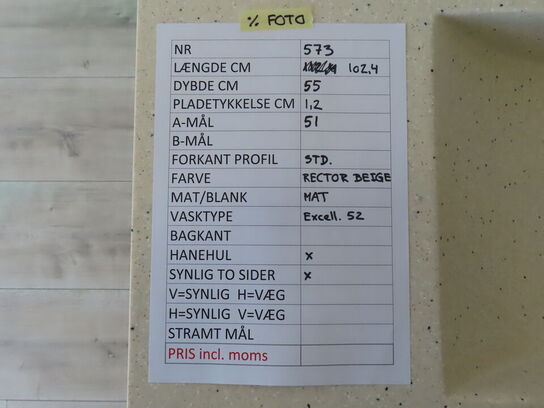 % FOTO
NR 573
LÆNGDE CM 102,4
DYBDE CM 55
PLADETYKKELSE CM 1,2
A-MÅL 51
B-MÅL
FORKANT PROFIL STD.
FARVE RECTOR BEIGE
MAT/BLANK MAT
VASKTYPE Excell. 52
BAGKANT
HANEHUL x
SYNLIG TO SIDER x
V=SYNLIG H=VÆG
H=SYNLIG V=VÆG
STRAMT MÅL
PRIS incl. moms